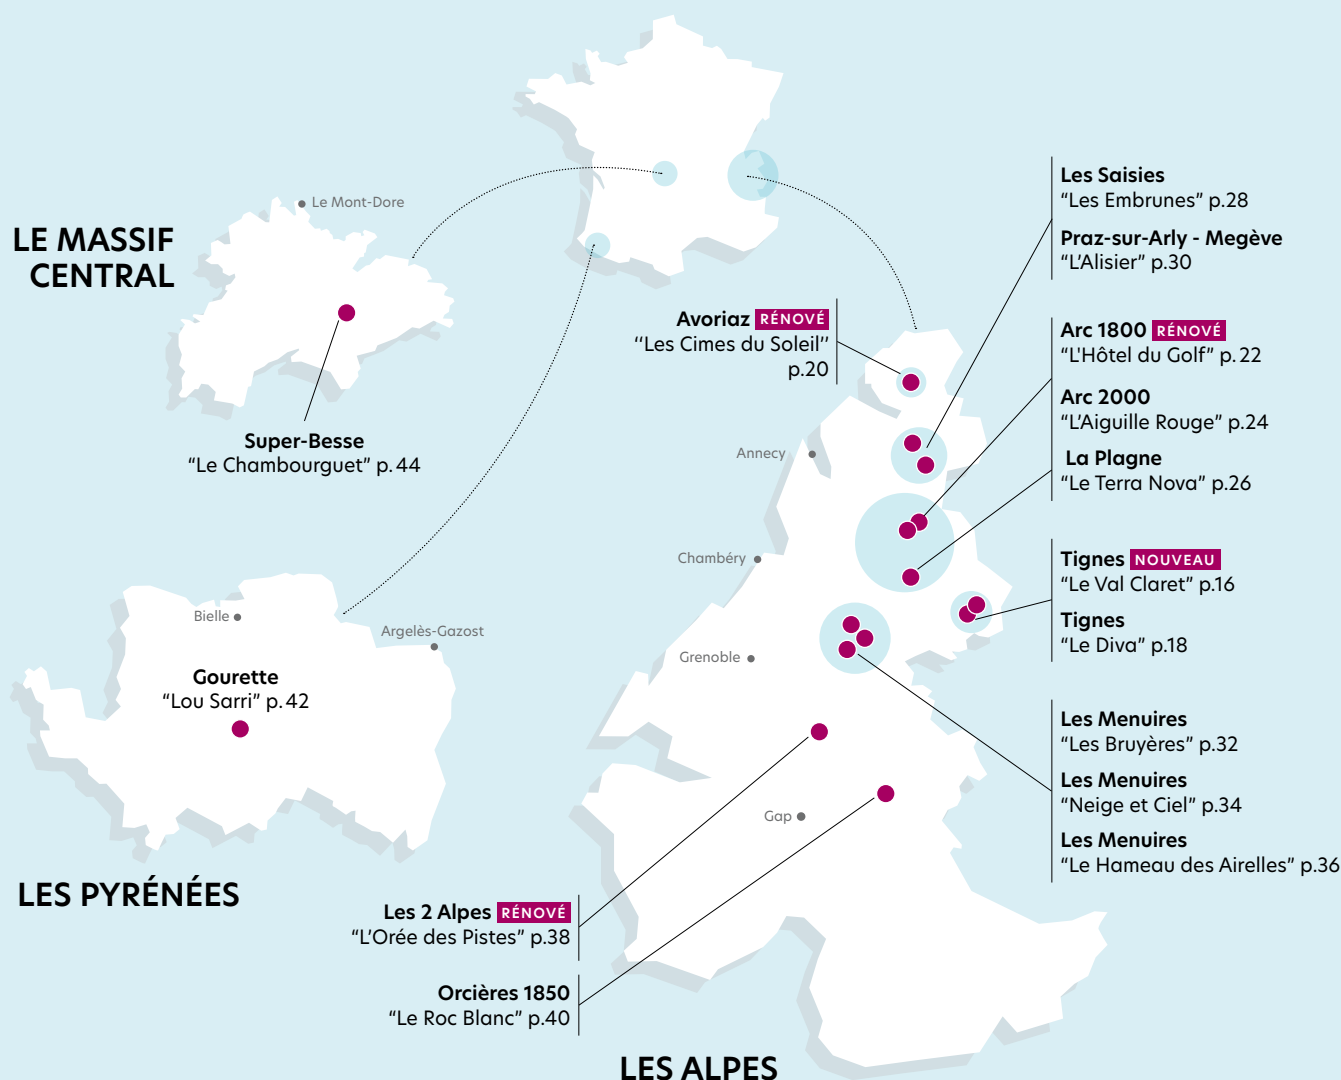 LE MASSIF
CENTRAL
Le Mont-Dore
Super-Besse
“Le Chambourguet” p.44
LES PYRÉNÉES
Bielle
Argelès-Gazost
Gourette
“Lou Sarri” p.42
LES ALPES
Annecy
Chambéry
Grenoble
Gap
Avoriaz RÉNOVÉ
‘‘Les Cimes du Soleil’’
p.20
Les Saisies
“Les Embrunes” p.28
Praz-sur-Arly - Megève
“L’Alisier” p.30
Arc 1800 RÉNOVÉ
“L'Hôtel du Golf” p.22
Arc 2000
“L’Aiguille Rouge” p.24
La Plagne
“Le Terra Nova” p.26
Tignes NOUVEAU
“Le Val Claret” p.16
Tignes
“Le Diva” p.18
Les Menuires
“Les Bruyères” p.32
Les Menuires
“Neige et Ciel” p.34
Les Menuires
“Le Hameau des Airelles” p.36
Les 2 Alpes RÉNOVÉ
“L’Orée des Pistes” p.38
Orcières 1850
“Le Roc Blanc” p.40